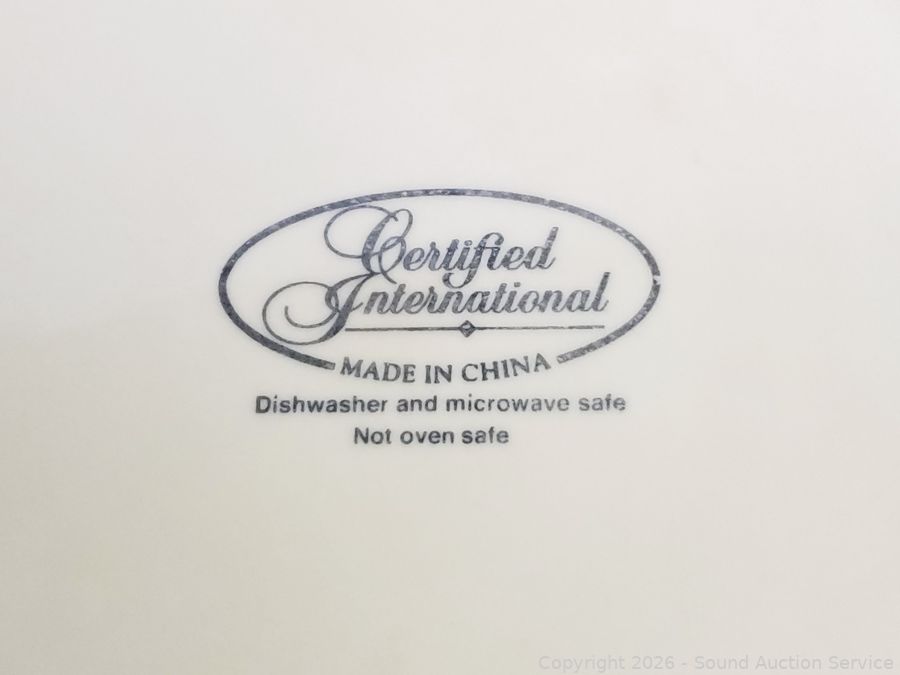 Certified
International
MADE IN CHINA
Dishwasher and microwave safe
Not oven safe
Copyright 2026 - Sound Auction Service